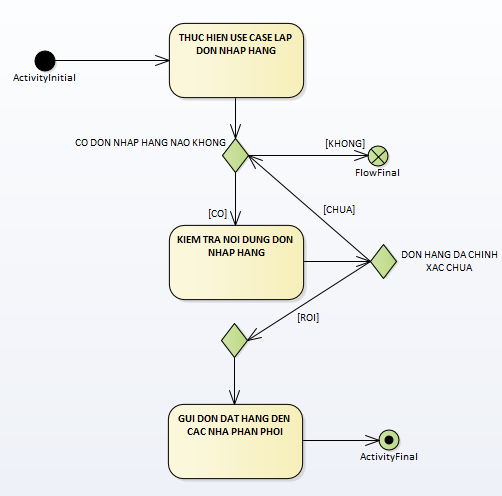 THUC HIEN USE CASE LAP
DON NHAP HANG
ActivityInitial
CO DON NHAP HANG NAO KHONG
[KHONG]
FlowFinal
[CO]
[CHUA]
KIEM TRA NOI DUNG DON
NHAP HANG
DON HANG DA CHINH
XAC CHUA
[ROI]
GUI DON DAT HANG DEN
CAC NHA PHAN PHOI
ActivityFinal